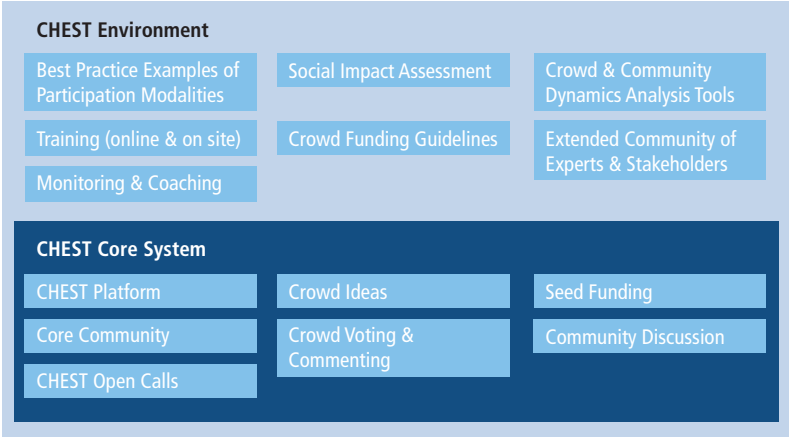 CHEST Environment
Best Practice Examples of
Participation Modalities
Social Impact Assessment
Crowd & Community
Dynamics Analysis Tools
Training (online & on site)
Crowd Funding Guidelines
Extended Community of
Experts & Stakeholders
Monitoring & Coaching
CHEST Core System
CHEST Platform
Crowd Ideas
Seed Funding
Core Community
Crowd Voting &
Commenting
Community Discussion
CHEST Open Calls